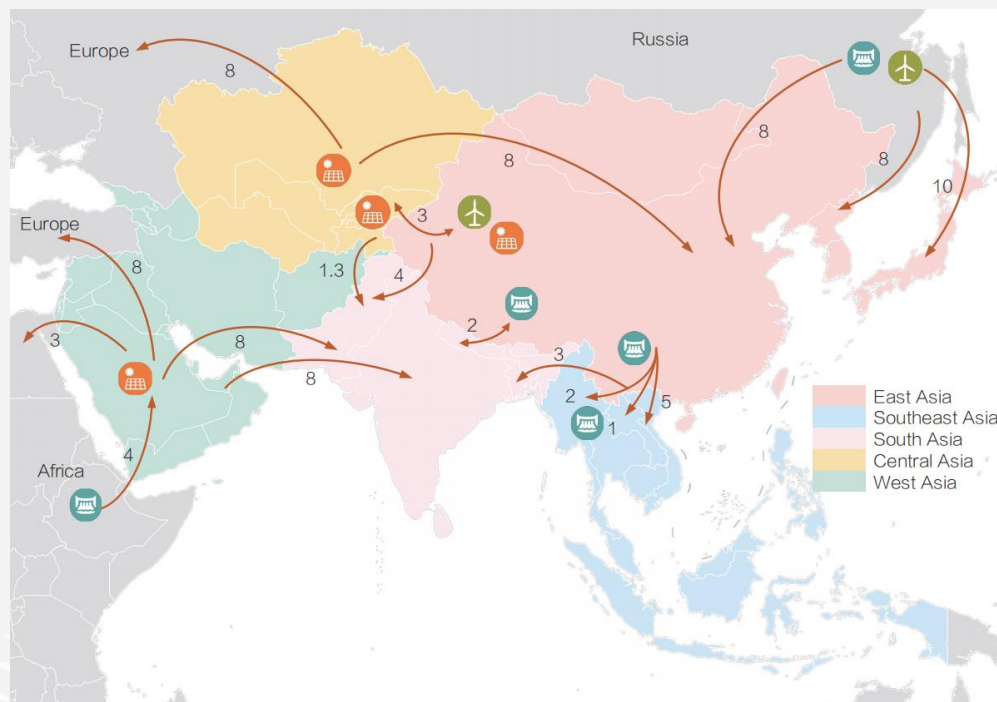 Europe
Russia
8
8
8
8
10
3
Europe
8
1.3
4
3
8
2
8
3
2
5
1
Africa
4
East Asia
Southeast Asia
South Asia
Central Asia
West Asia